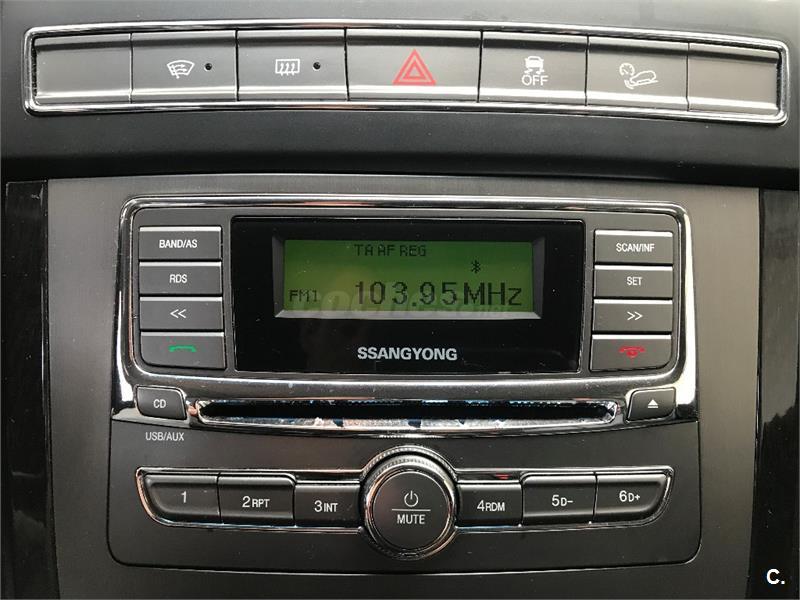 OFF
BAND/AS
TA AF REG
SCAN/INF
RDS
SET
FM1 103.95MHz
<<
>>
SSANGYONG
CD
USB/AUX
1
2RPT
3INT
MUTE
4RDM
5D-
6D+
C.